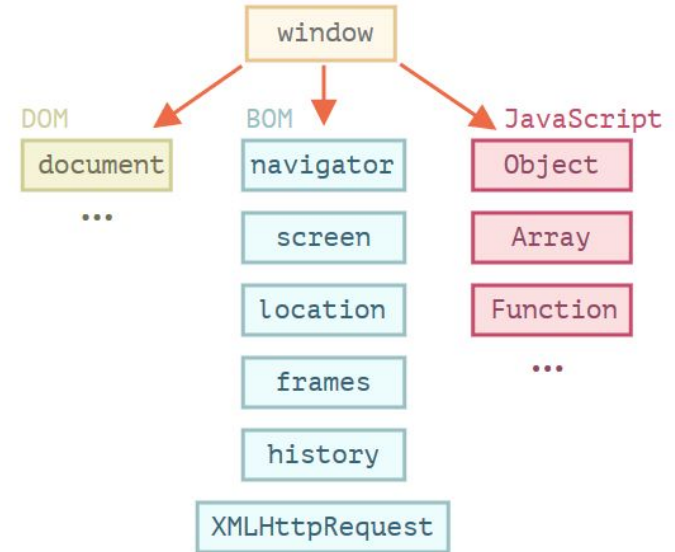 window
DOM
document
...
BOM
navigator
screen
location
frames
history
XMLHttpRequest
JavaScript
Object
Array
Function
...